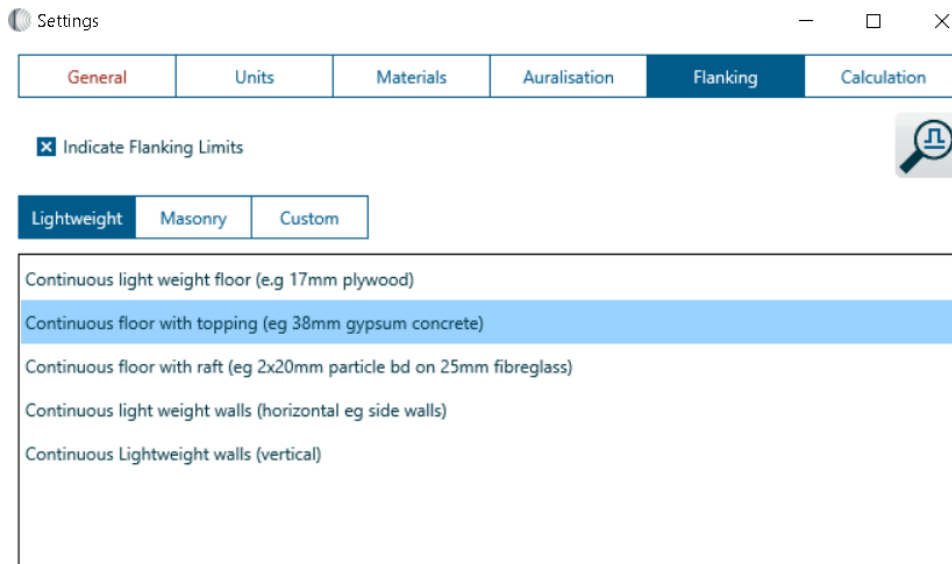 Settings
General Units Materials Auralisation Flanking Calculation
Indicate Flanking Limits
Lightweight Masonry Custom
Continuous light weight floor (e.g 17mm plywood)
Continuous floor with topping (eg 38mm gypsum concrete)
Continuous floor with raft (eg 2x20mm particle bd on 25mm fibreglass)
Continuous light weight walls (horizontal eg side walls)
Continuous Lightweight walls (vertical)